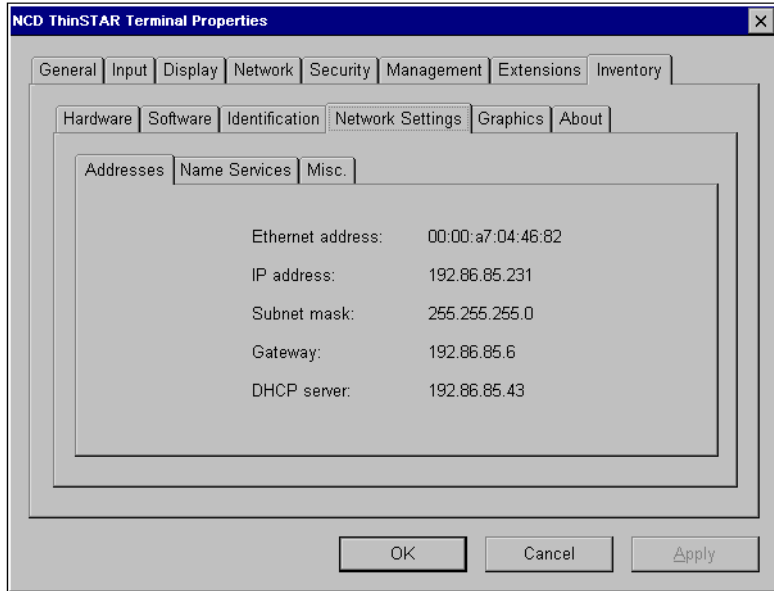 NCD ThinSTAR Terminal Properties
General Input Display Network Security Management Extensions Inventory
Hardware Software Identification Network Settings Graphics About
Addresses Name Services Misc.
Ethernet address: 00:00:a7:04:46:82
IP address: 192.86.85.231
Subnet mask: 255.255.255.0
Gateway: 192.86.85.6
DHCP server: 192.86.85.43
OK Cancel Apply